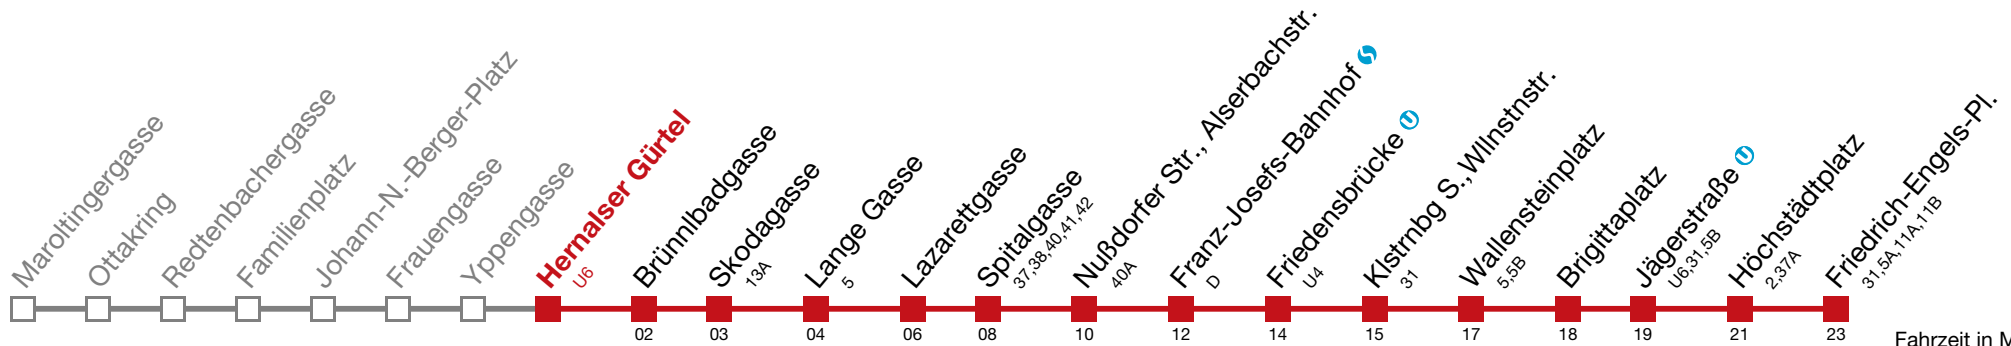 Maroltingergasse
Ottakring
Redtenbachergasse
Familienplatz
Johann-N.-Berger-Platz
Frauengasse
Yppengasse
Hernalser Gürtel
U6
Brünnlbadgasse
02
Skodagasse
13A
03
Lange Gasse
5
04
Lazarettgasse
06
Spitalgasse
37,38,40,41,42
08
Nußdorfer Str., Alserbachstr.
40A
10
Franz-Josefs-Bahnhof
D
12
Friedensbrücke U
U4
14
Klstrnbg S.,Wllnstnstr.
31
15
Wallensteinplatz
5,5B
17
Brigittaplatz
18
Jägerstraße U
U6,31,5B
19
Höchstädtplatz
2,37A
21
Friedrich-Engels-Pl.
31,5A,11A,11B
23
Fahrzeit in M